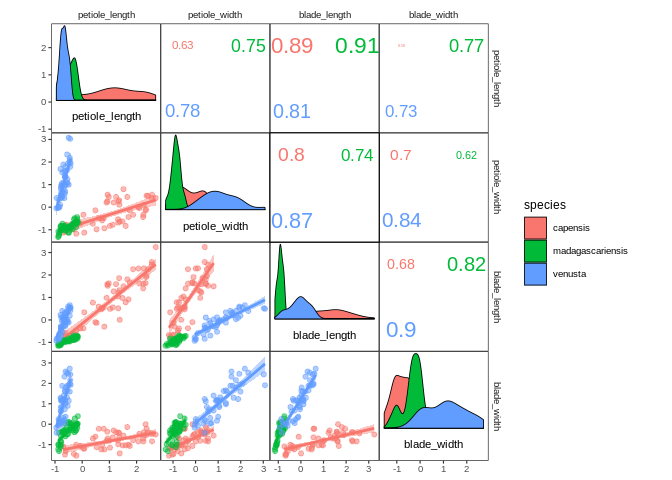 petiole_length petiole_width blade_length blade_width
2
1
0
-1
petiole_length
0.63 0.75
0.78
0.89 0.91
0.81
0.77
0.73
petiole_length
3
2
1
0
-1
petiole_width
0.8 0.74
0.87
0.7 0.62
0.84
petiole_width
3
2
1
0
-1
blade_length
0.68 0.82
0.9
blade_length
3
2
1
0
-1
blade_width
blade_width
-1 0 1 2
-1 0 1 2 3
-1 0 1 2 3
-1 0 1 2
species
capensis
madagascariensis
venusta